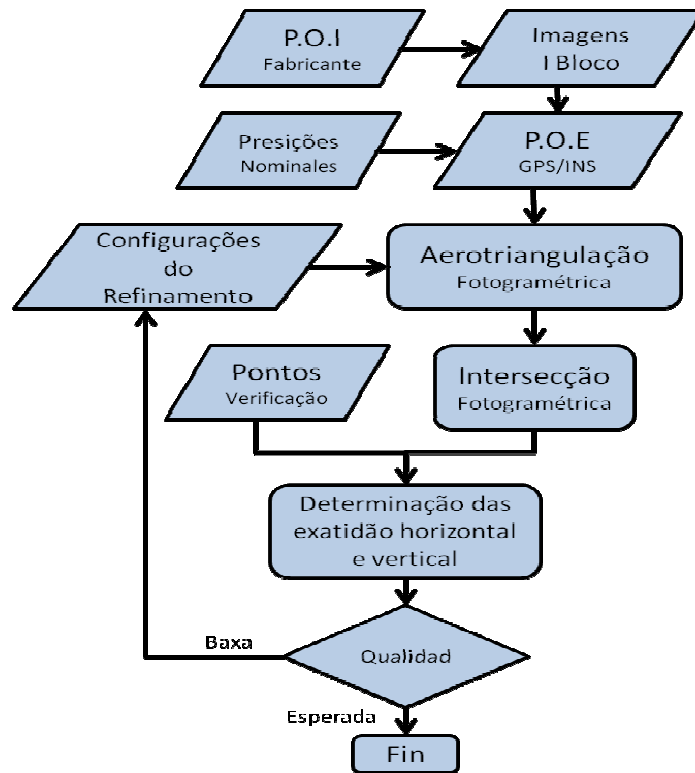 P.O.I
Fabricante
Imagens
I Bloco
Presições
Nominales
P.O.E
GPS/INS
Configurações
do
Refinamento
Aerotriangulação
Fotogramétrica
Pontos
Verificação
Intersecção
Fotogramétrica
Determinação das
exatidão horizontal
e vertical
Baxa
Qualidad
Esperada
Fin